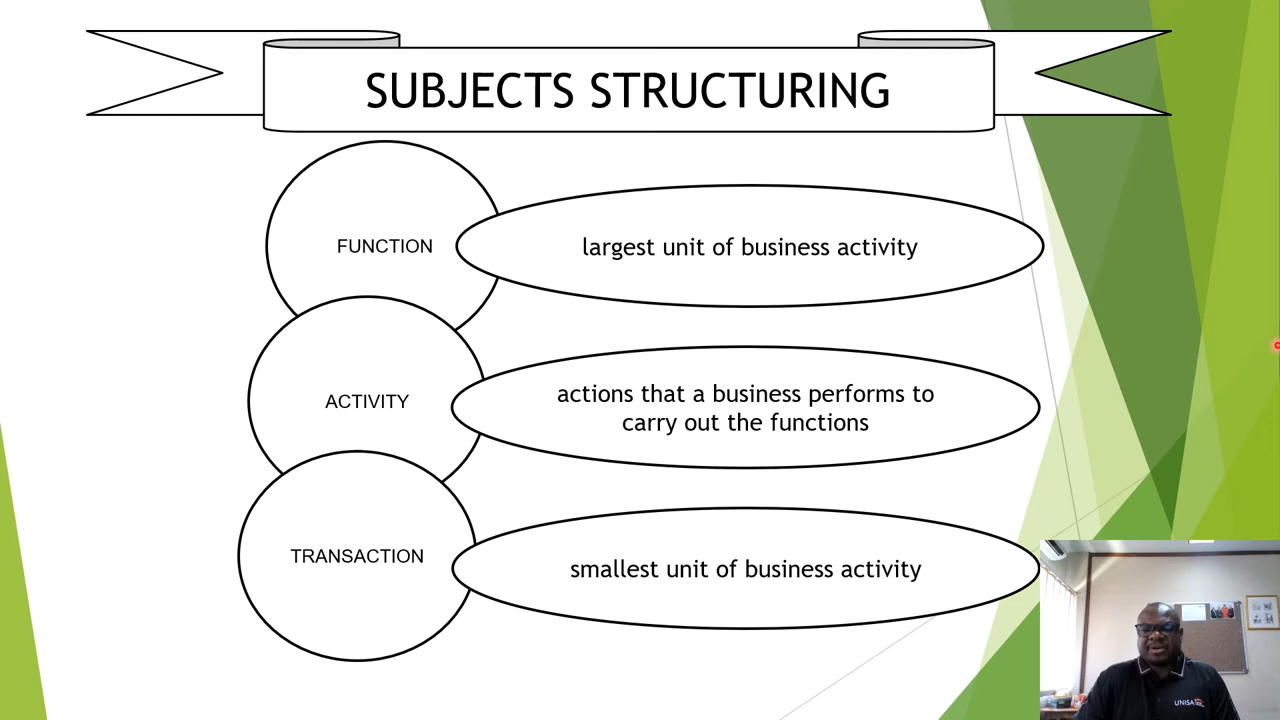 SUBJECTS STRUCTURING
FUNCTION
largest unit of business activity
ACTIVITY
actions that a business performs to
carry out the functions
TRANSACTION
smallest unit of business activity
UNISA